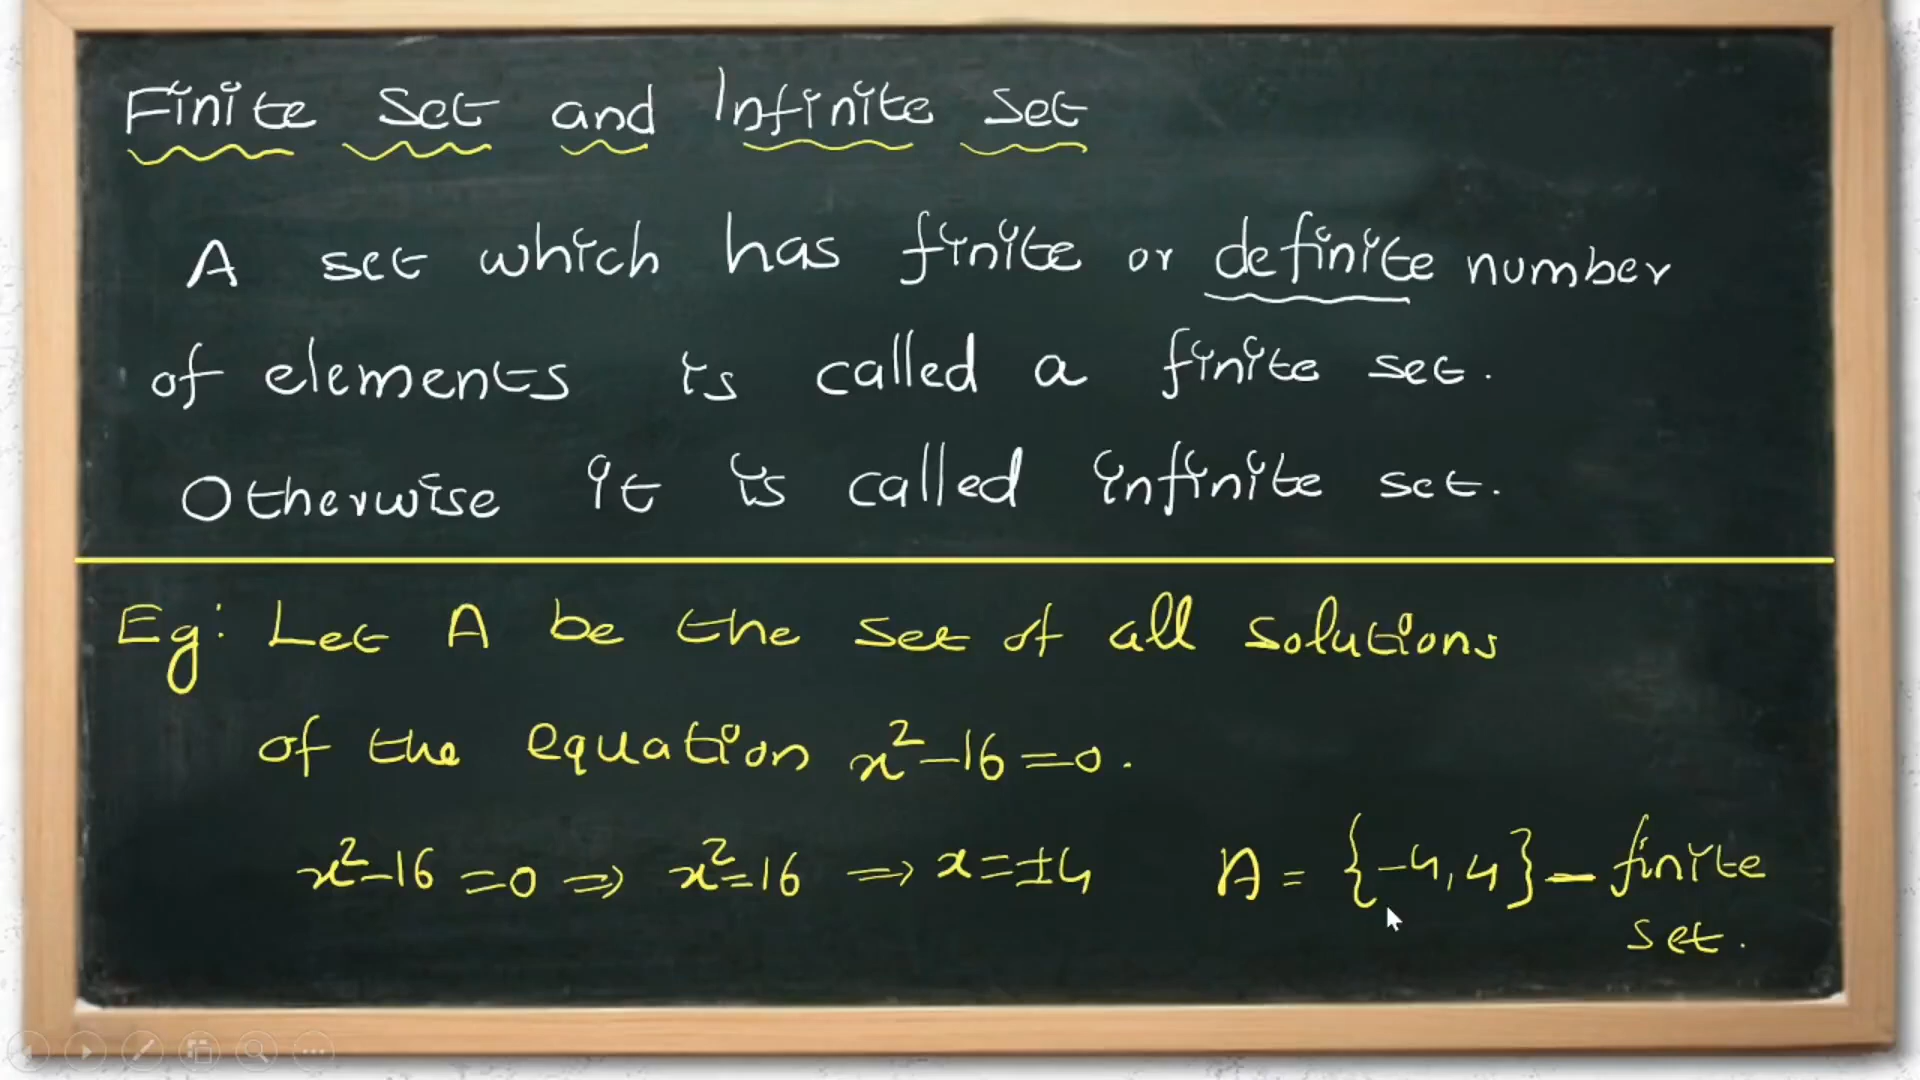 Finite Set and Infinite Set
A set which has finite or definite number
of elements is called a finite set.
Otherwise it is called infinite set.
Eg: Let A be the set of all solutions
of the equation x²-16=0.
x²-16=0 ⇒ x²=16 ⇒ x=±4 A = {-4,4} - finite
set.